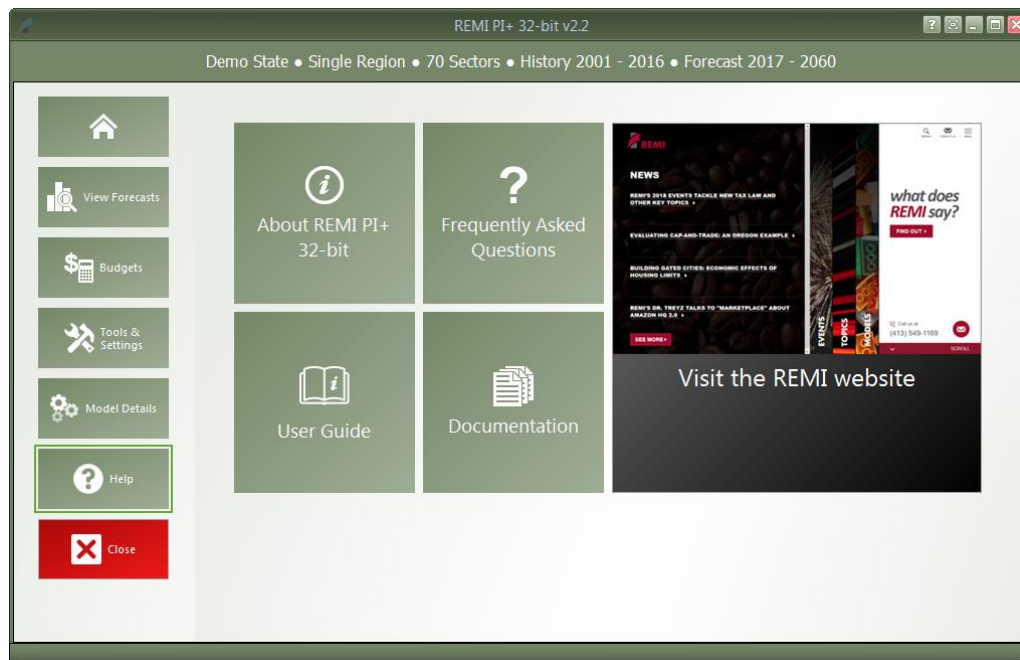 REMI PI+ 32-bit v2.2
Demo State ● Single Region ● 70 Sectors ● History 2001 - 2016 ● Forecast 2017 - 2060
View Forecasts
$
Budgets
Tools &
Settings
Model Details
? Help
Close
i
About REMI PI+
32-bit
?
Frequently Asked
Questions
i
User Guide
Documentation
REMI
NEWS
REMI'S 2018 EVENTS TACKLE NEW TAX LAW AND
OTHER KEY TOPICS
EVALUATING CAP-AND-TRADE: AN OREGON EXAMPLE
BUILDING GATED CITIES: ECONOMIC EFFECTS OF
HOUSING LIMITS
REMI'S DR. TREYZ TALKS TO "MARKETPLACE" ABOUT
AMAZON HQ 2.0
SEE MORE
EVENTS
TOPICS
MODELS
what does
REMI say?
FIND OUT
Call us at
(413) 549-1169
SCROLL
Visit the REMI website